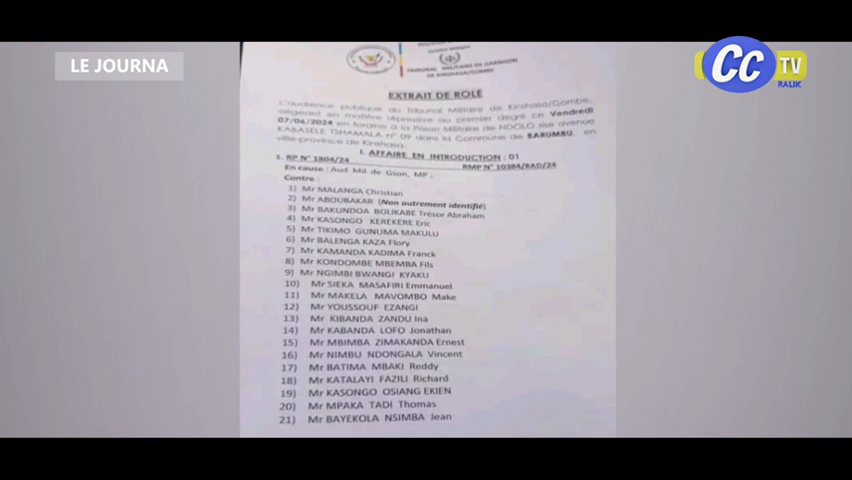 LE JOURNA
CC TV
RALIK
TRIBUNAL MILITAIRE DE GARNISON
DE KINSHASA/GOMBE
EXTRAIT DE ROLE
L'audience publique du Tribunal Militaire de Kinshasa/Gombe,
siégeant en matière répressive au premier degré ce Vendredi
07/06/2024 en foraine à la Prison Militaire de NDOLO sise avenue
KABASELE TSHAMALA n° 09 dans la Commune de BARUMBU, en
ville-province de Kinshasa.
I. AFFAIRE EN INTRODUCTION : 01
1. RP N° 1804/24 RMP N° 10384/BAD/24
En cause : Aud Mil de Gson, MP ;
Contre :
1) Mr MALANGA Christian
2) Mr ABOUBAKAR (Non autrement identifié)
3) Mr BAKUNDOA BOLIKABE Trésor Abraham
4) Mr KASONGO KEREKERE Eric
5) Mr TIKIMO GUNUMA MAKULU
6) Mr BALENGA KAZA Flory
7) Mr KAMANDA KADIMA Franck
8) Mr KONDOMBE MBEMBA Fils
9) Mr NGIMBI BWANGI KYAKU
10) Mr SIEKA MASAFIRI Emmanuel
11) Mr MAKELA MAVOMBO Make
12) Mr YOUSSOUF EZANGI
13) Mr KIBANDA ZANDU Ina
14) Mr KABANDA LOFO Jonathan
15) Mr MBIMBA ZIMAKANDA Ernest
16) Mr NIMBU NDONGALA Vincent
17) Mr BATIMA MBAKI Reddy
18) Mr KATALAYI FAZILI Richard
19) Mr KASONGO OSIANG EKIEN
20) Mr MPAKA TADI Thomas
21) Mr BAYEKOLA NSIMBA Jean